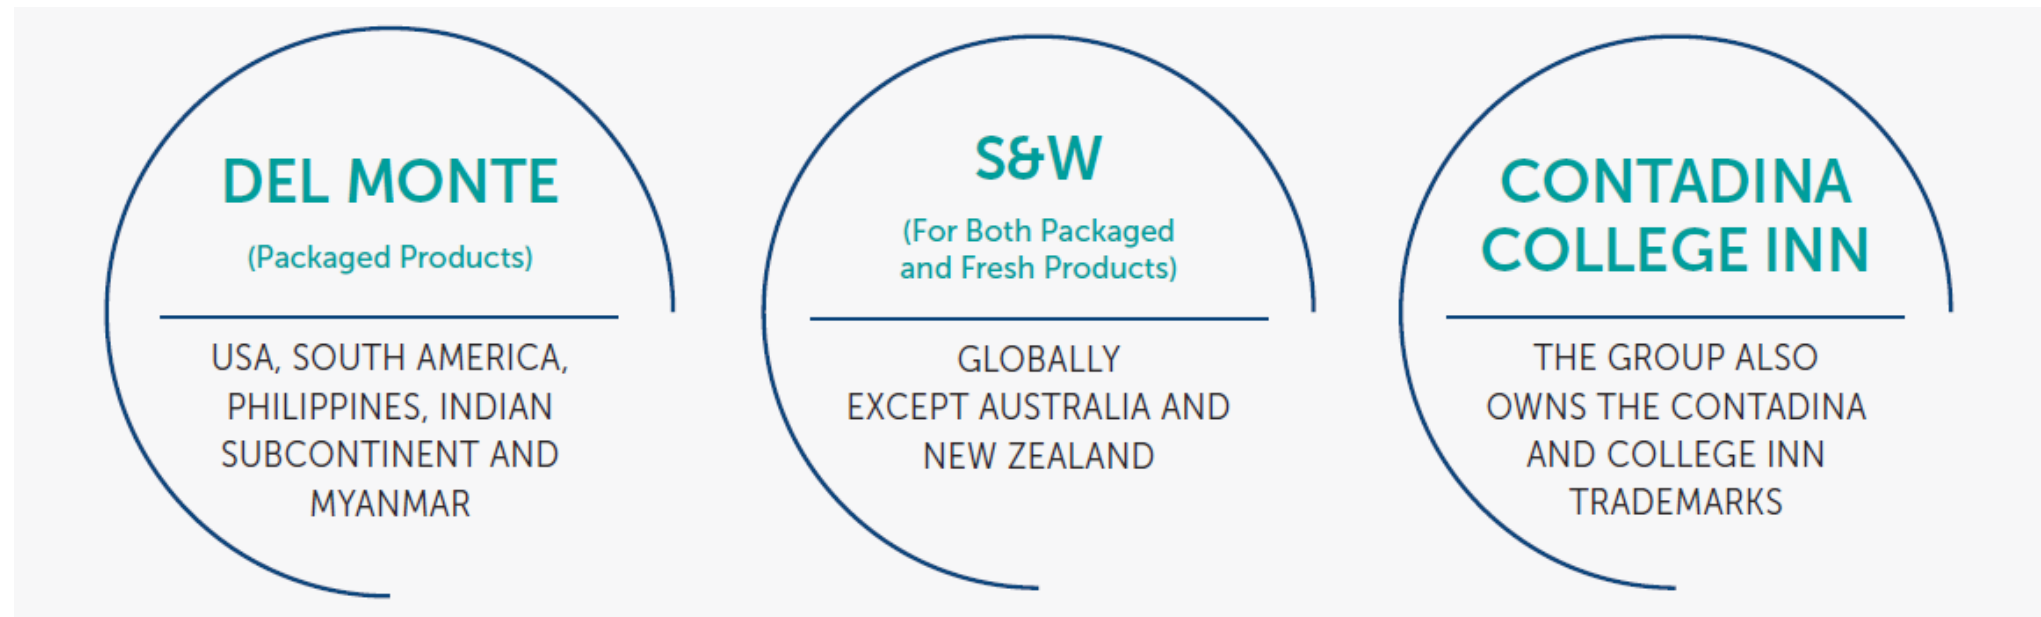 DEL MONTE
(Packaged Products)
USA, SOUTH AMERICA,
PHILIPPINES, INDIAN
SUBCONTINENT AND
MYANMAR
S&W
(For Both Packaged
and Fresh Products)
GLOBALLY
EXCEPT AUSTRALIA AND
NEW ZEALAND
CONTADINA
COLLEGE INN
THE GROUP ALSO
OWNS THE CONTADINA
AND COLLEGE INN
TRADEMARKS